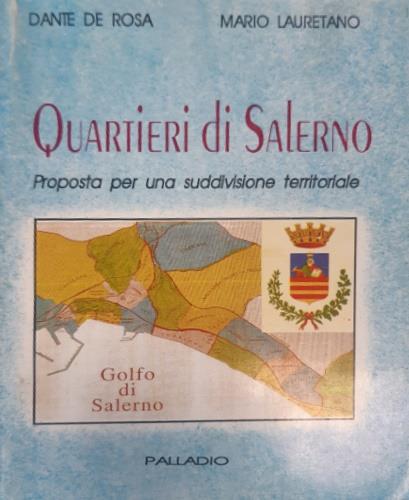 DANTE DE ROSA MARIO LAURETANO
QUARTIERI di SALERNO
Proposta per una suddivisione territoriale
Golfo
di
Salerno
PALLADIO